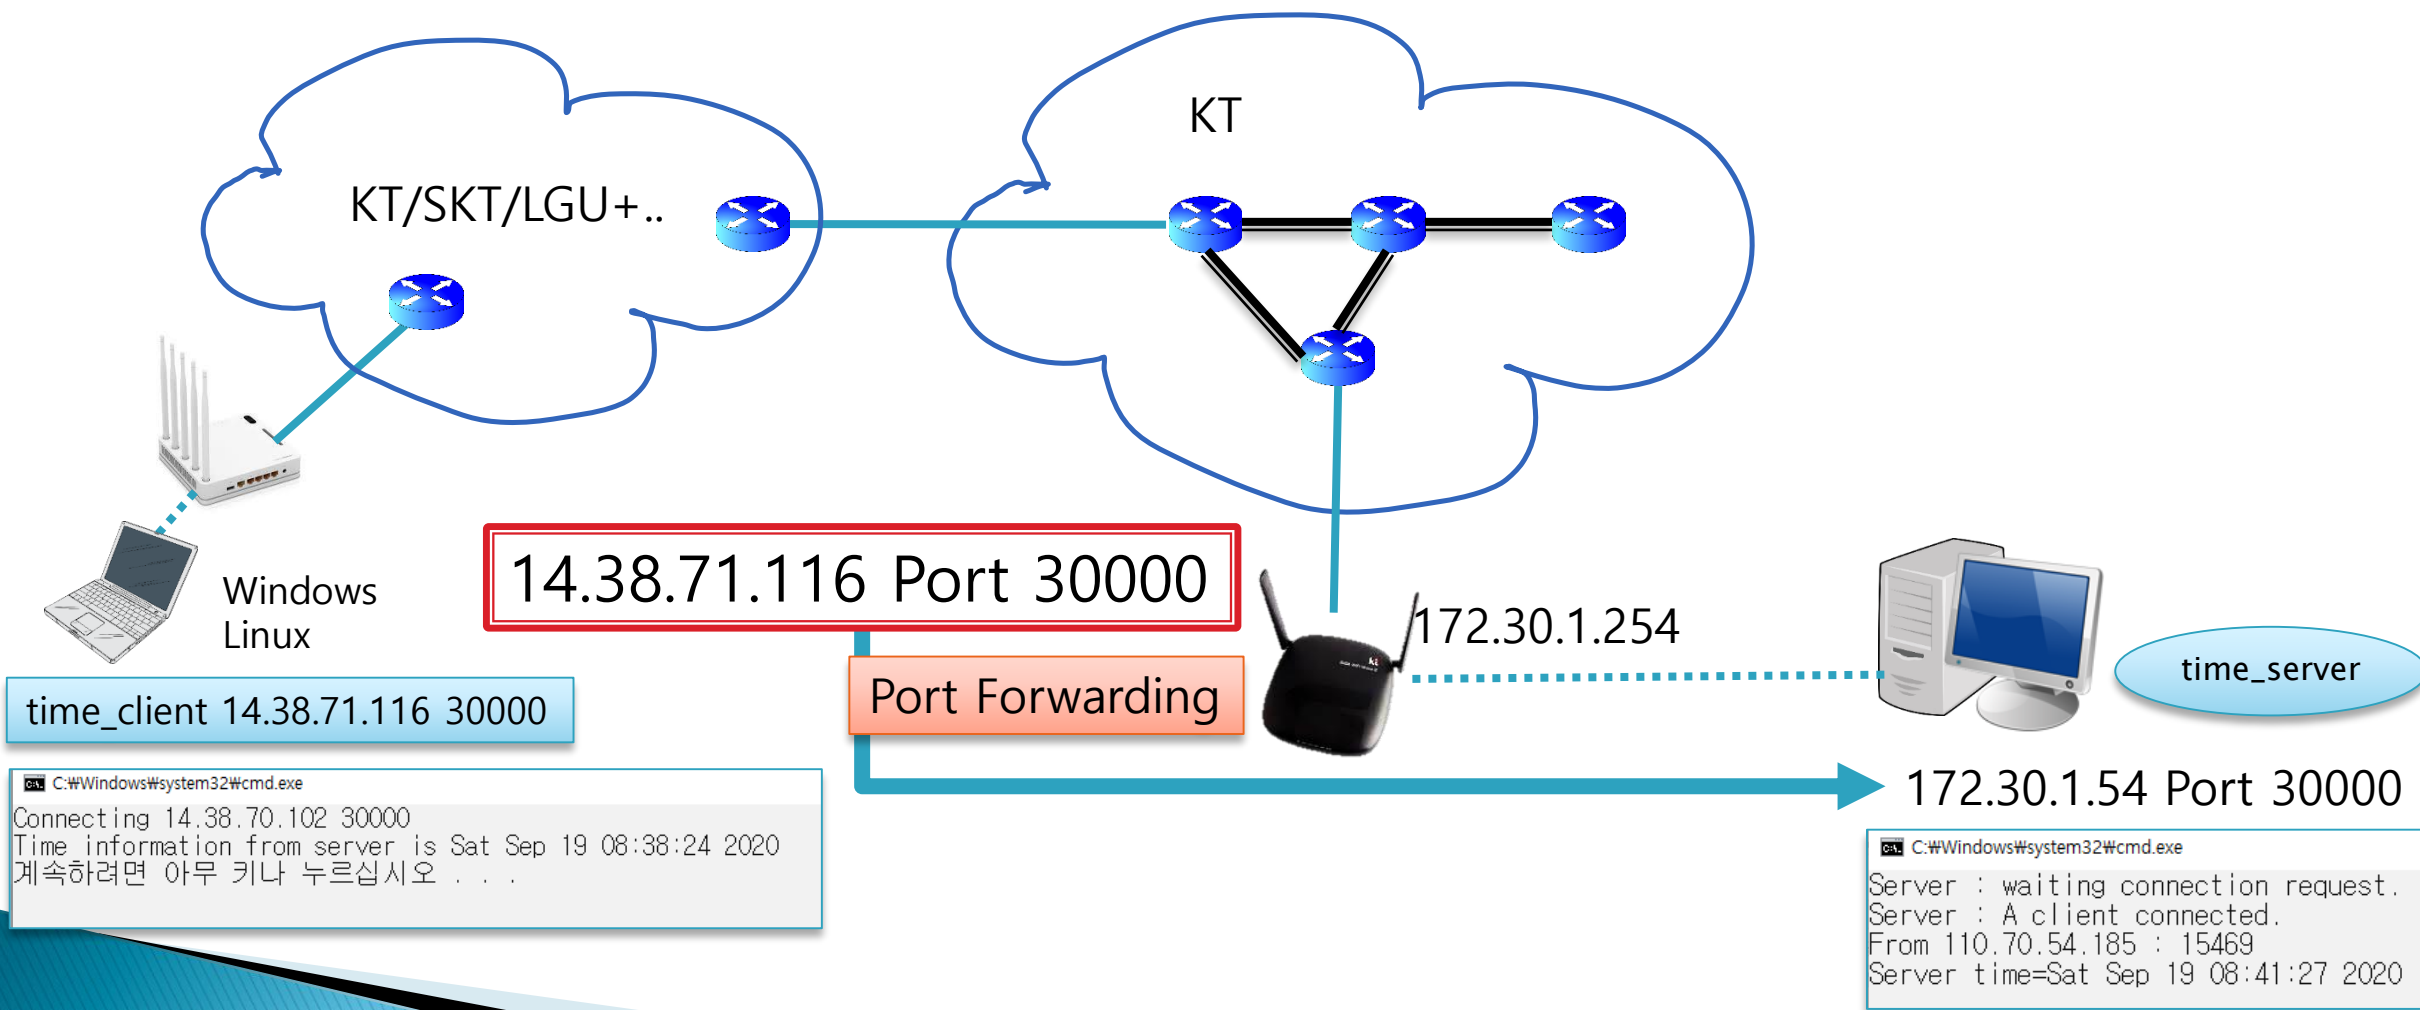 KT
KT/SKT/LGU+..
Windows
Linux
14.38.71.116 Port 30000
172.30.1.254
Port Forwarding
time_server
time_client 14.38.71.116 30000
172.30.1.54 Port 30000
C:₩Windows₩system32₩cmd.exe
Connecting 14.38.70.102 30000
Time information from server is Sat Sep 19 08:38:24 2020
계속하려면 아무 키나 누르십시오 . . .
C:₩Windows₩system32₩cmd.exe
Server : waiting connection request.
Server : A client connected.
From 110.70.54.185 : 15469
Server time=Sat Sep 19 08:41:27 2020